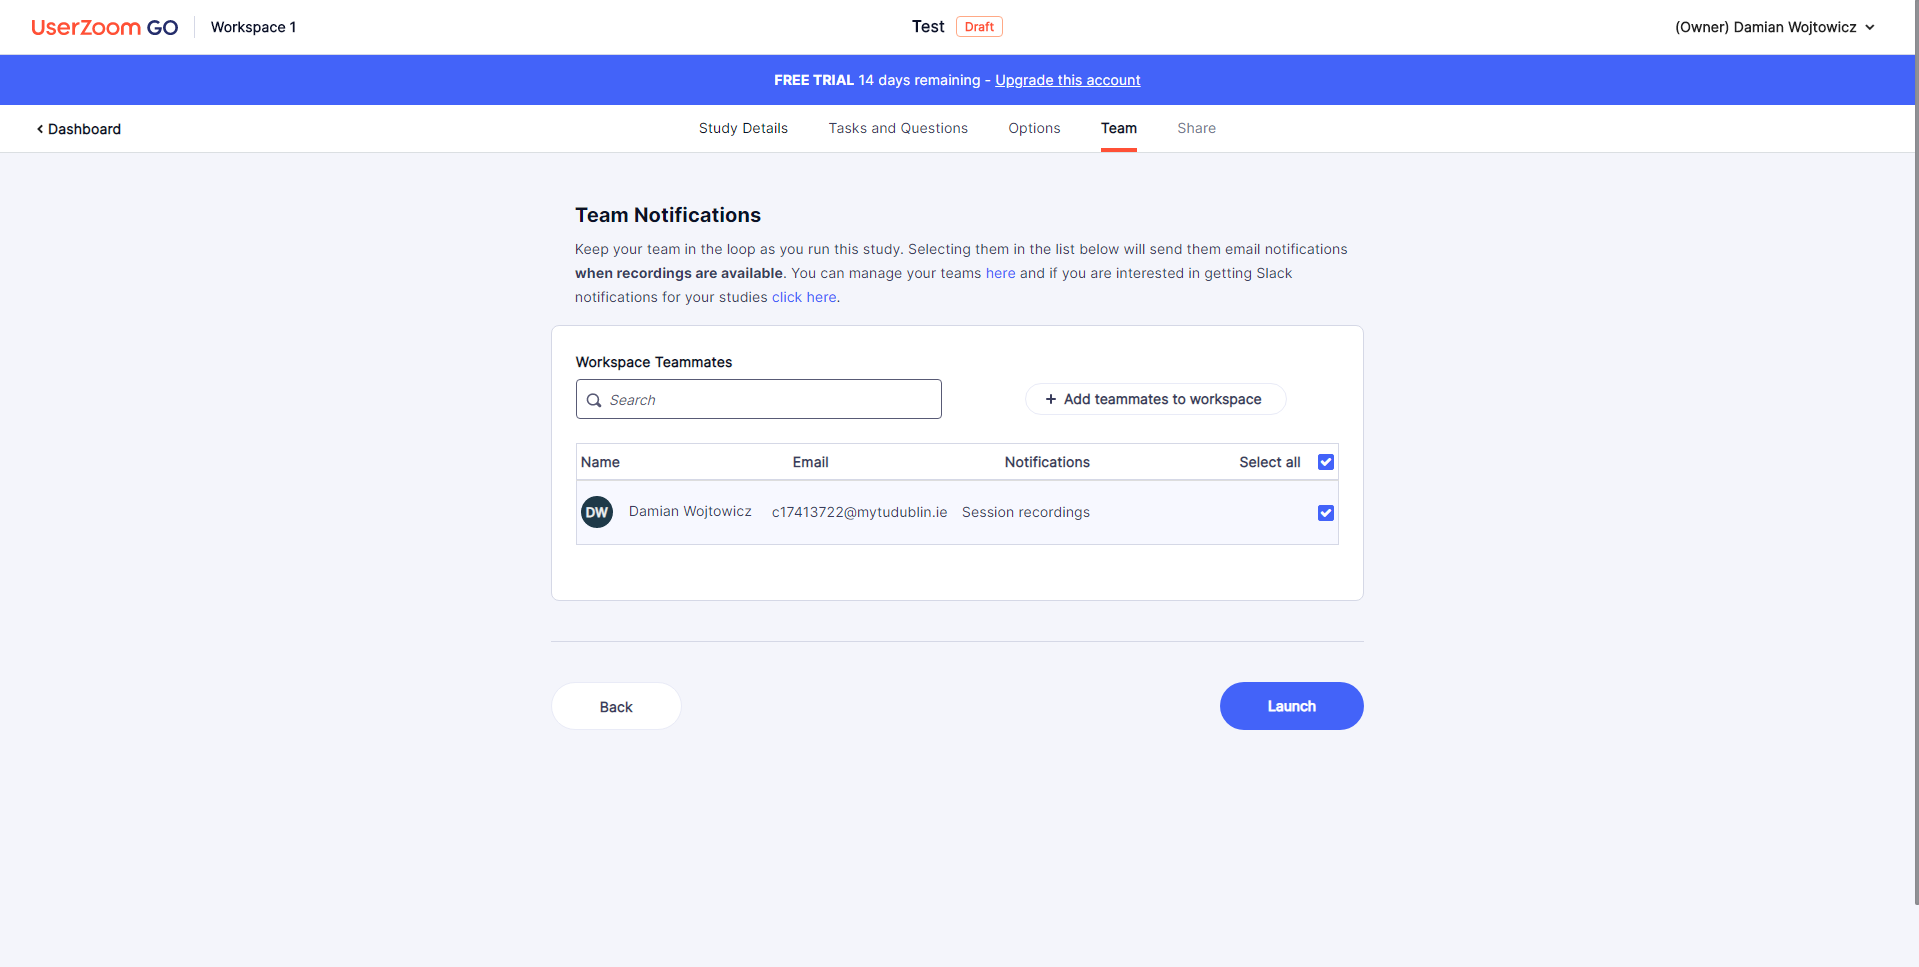 UserZoom GO
Workspace 1
Test
Draft
(Owner) Damian Wojtowicz
FREE TRIAL 14 days remaining - Upgrade this account
Dashboard
Study Details
Tasks and Questions
Options
Team
Share
Team Notifications
Keep your team in the loop as you run this study. Selecting them in the list below will send them email notifications
when recordings are available. You can manage your teams here and if you are interested in getting Slack
notifications for your studies click here.
Workspace Teammates
Search
+ Add teammates to workspace
Name Email Notifications Select all
DW Damian Wojtowicz c17413722@mytudublin.ie Session recordings
Back
Launch